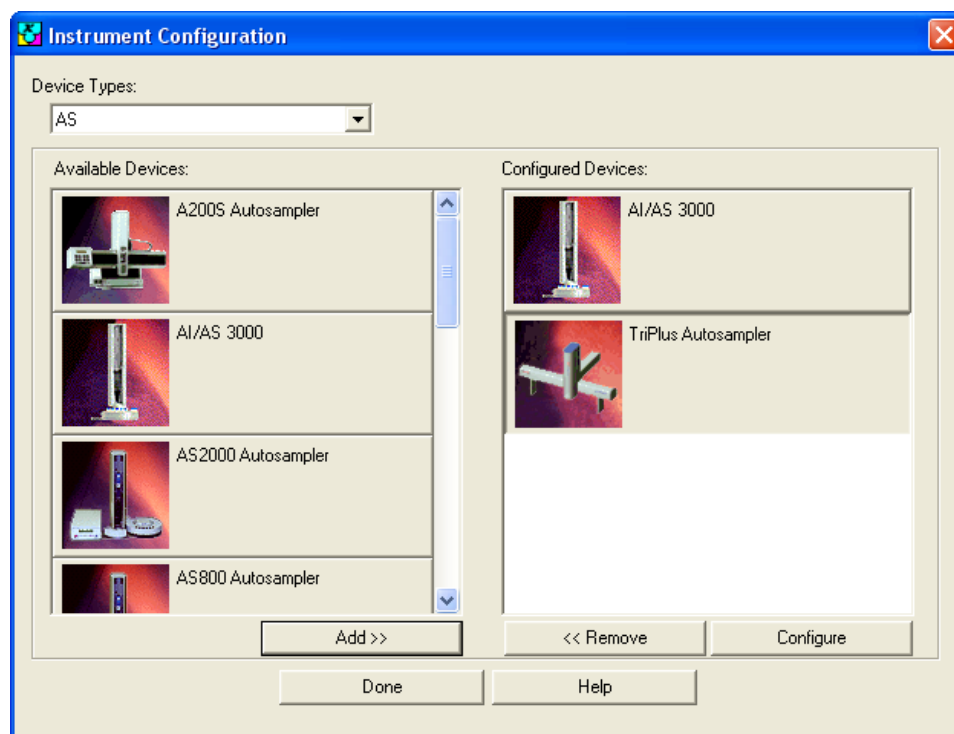 Instrument Configuration
Device Types:
AS
Available Devices:
A200S Autosampler
AI/AS 3000
AS2000 Autosampler
AS800 Autosampler
Add >>
Configured Devices:
AI/AS 3000
TriPlus Autosampler
<< Remove
Configure
Done
Help